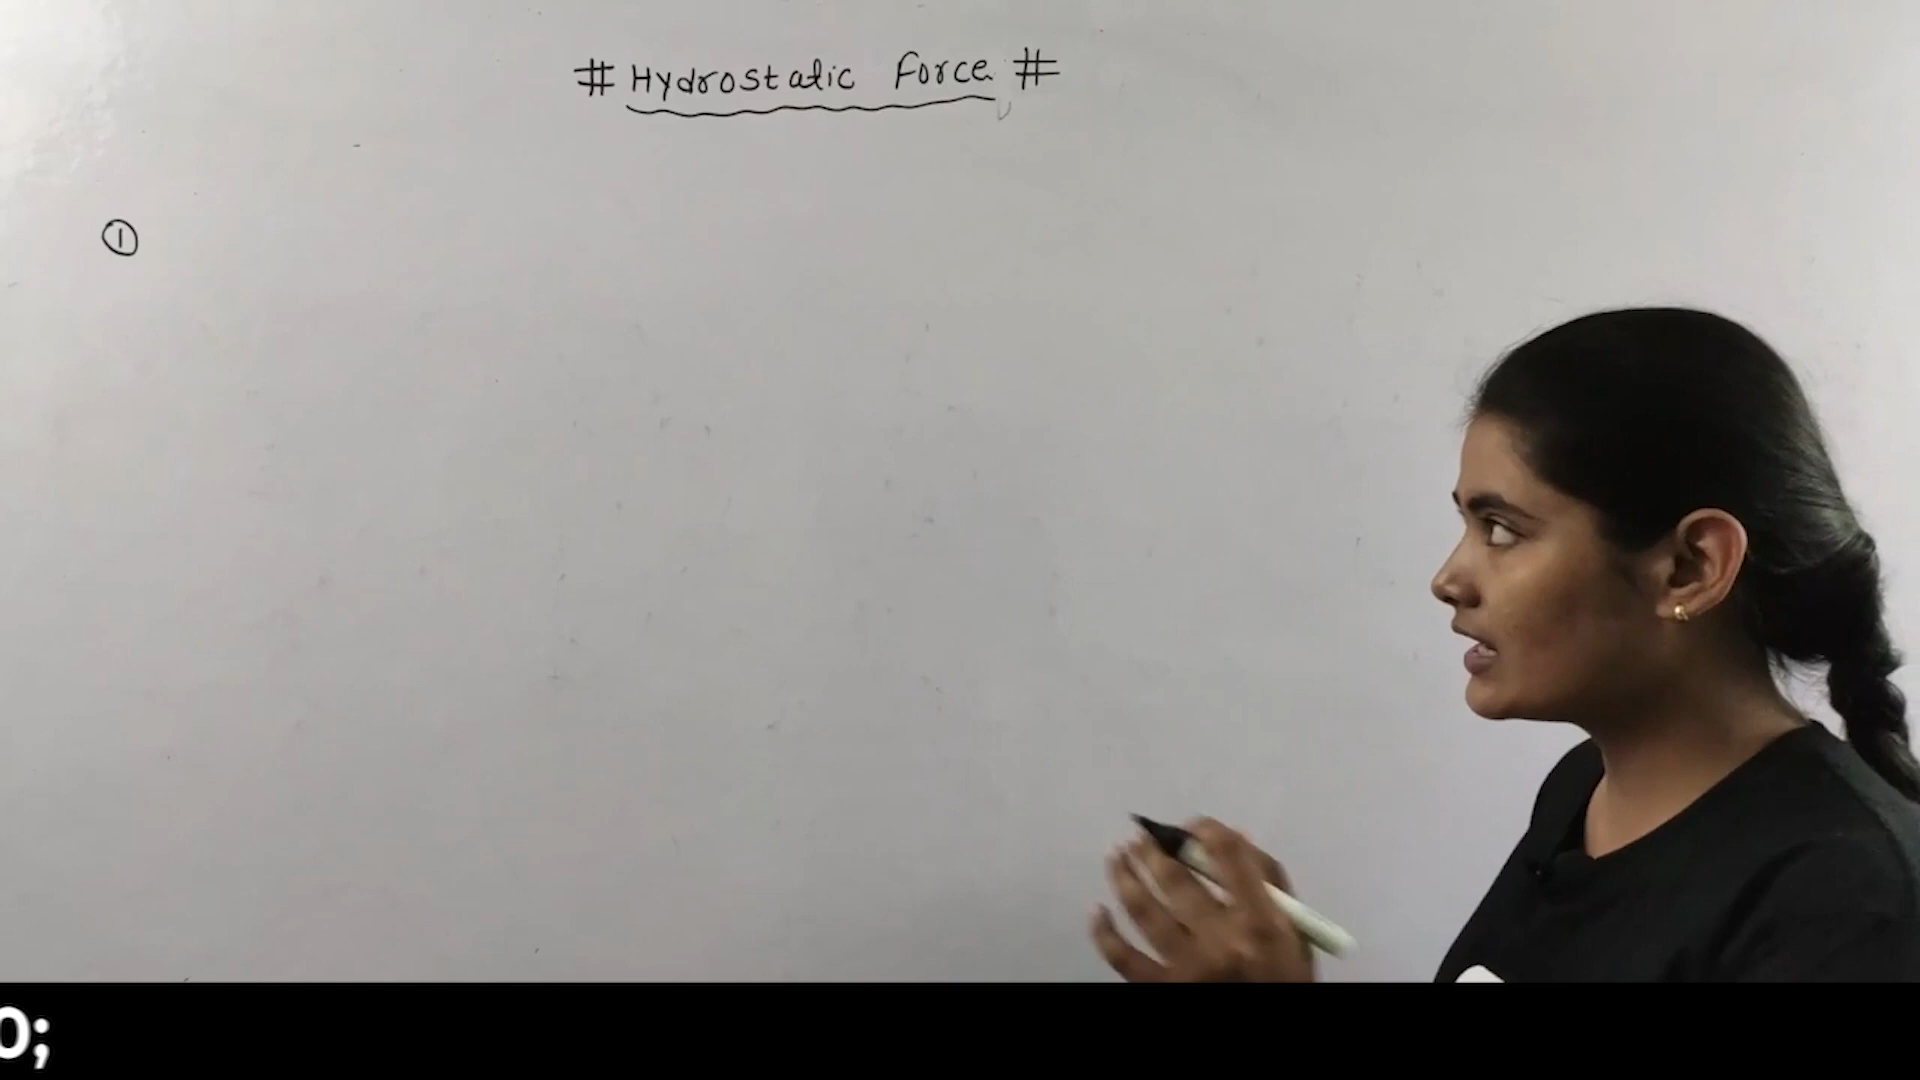 # Hydrostatic Force #
①
0;